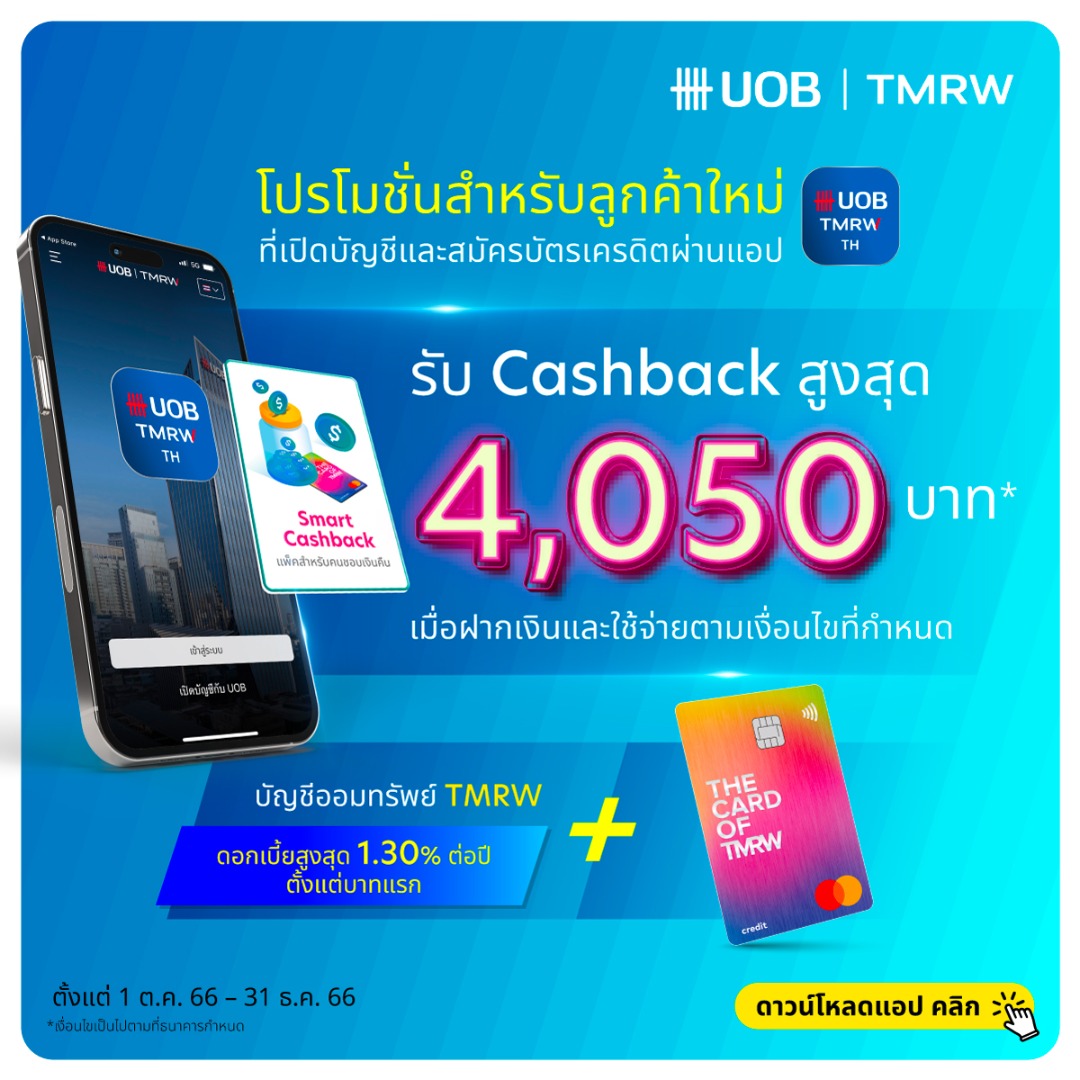 UOB | TMRW
โปรโมชั่นสำหรับลูกค้าใหม่
ที่เปิดบัญชีและสมัครบัตรเครดิตผ่านแอป
UOB
TMRW
TH
App Store
5G
UOB | TMRW
UOB
TMRW
TH
Smart
Cashback
แพ็คสำหรับคนชอบเงินคืน
เข้าสู่ระบบ
เปิดบัญชีกับ UOB
รับ Cashback สูงสุด
4,050 บาท*
เมื่อฝากเงินและใช้จ่ายตามเงื่อนไขที่กำหนด
บัญชีออมทรัพย์ TMRW
ดอกเบี้ยสูงสุด 1.30% ต่อปี
ตั้งแต่บาทแรก
+
THE
CARD
OF
TMRW
credit
ตั้งแต่ 1 ต.ค. 66 – 31 ธ.ค. 66
*เงื่อนไขเป็นไปตามที่ธนาคารกำหนด
ดาวน์โหลดแอป คลิก